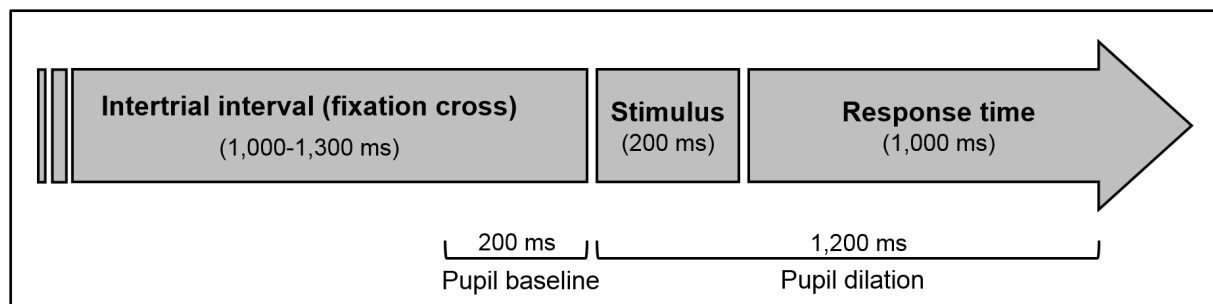 Intertrial interval (fixation cross)
(1,000-1,300 ms)
Stimulus
(200 ms)
Response time
(1,000 ms)
200 ms
Pupil baseline
1,200 ms
Pupil dilation